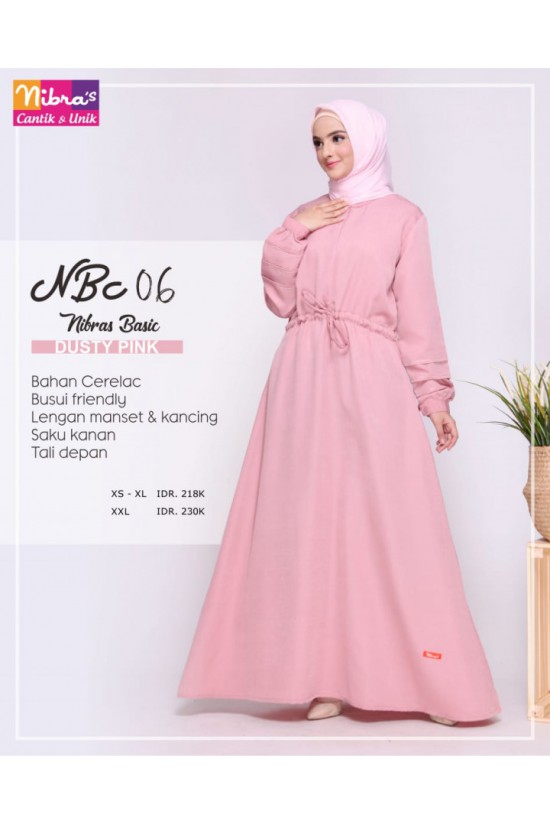 Nibra's
Cantik & Unik
NBc 06
Nibras Basic
DUSTY PINK
Bahan Cerelac
Busui friendly
Lengan manset & kancing
Saku kanan
Tali depan
XS - XL IDR. 218K
XXL IDR. 230K